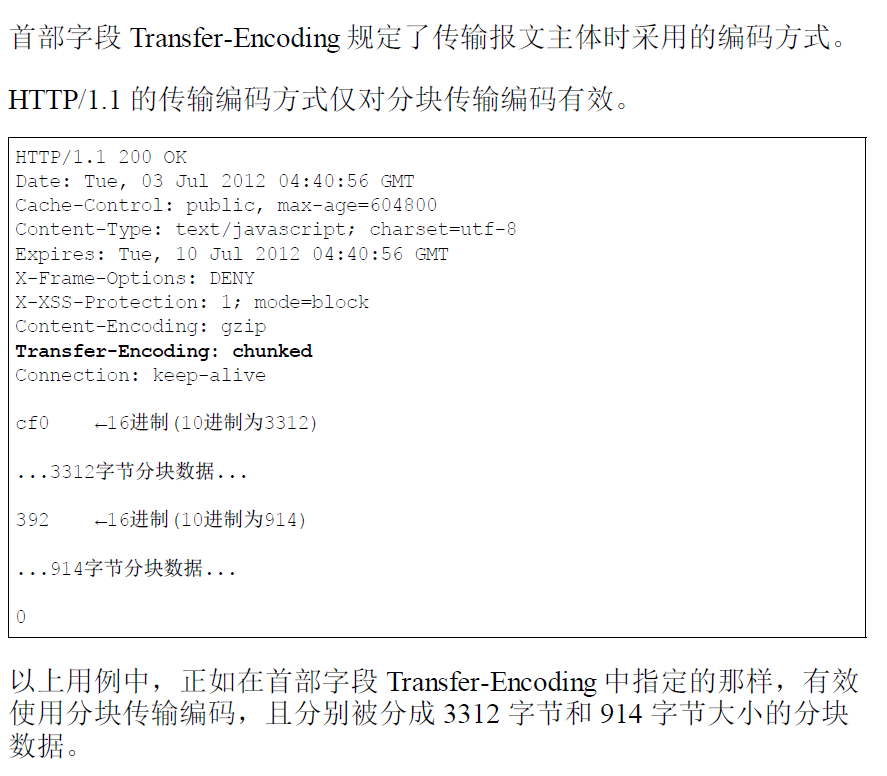 首部字段 Transfer-Encoding 规定了传输报文主体时采用的编码方式。
HTTP/1.1 的传输编码方式仅对分块传输编码有效。
HTTP/1.1 200 OK
Date: Tue, 03 Jul 2012 04:40:56 GMT
Cache-Control: public, max-age=604800
Content-Type: text/javascript; charset=utf-8
Expires: Tue, 10 Jul 2012 04:40:56 GMT
X-Frame-Options: DENY
X-XSS-Protection: 1; mode=block
Content-Encoding: gzip
Transfer-Encoding: chunked
Connection: keep-alive
cf0 ←16进制(10进制为3312)
...3312字节分块数据...
392 ←16进制(10进制为914)
...914字节分块数据...
0
以上用例中，正如在首部字段 Transfer-Encoding 中指定的那样，有效
使用分块传输编码，且分别被分成 3312 字节和 914 字节大小的分块
数据。